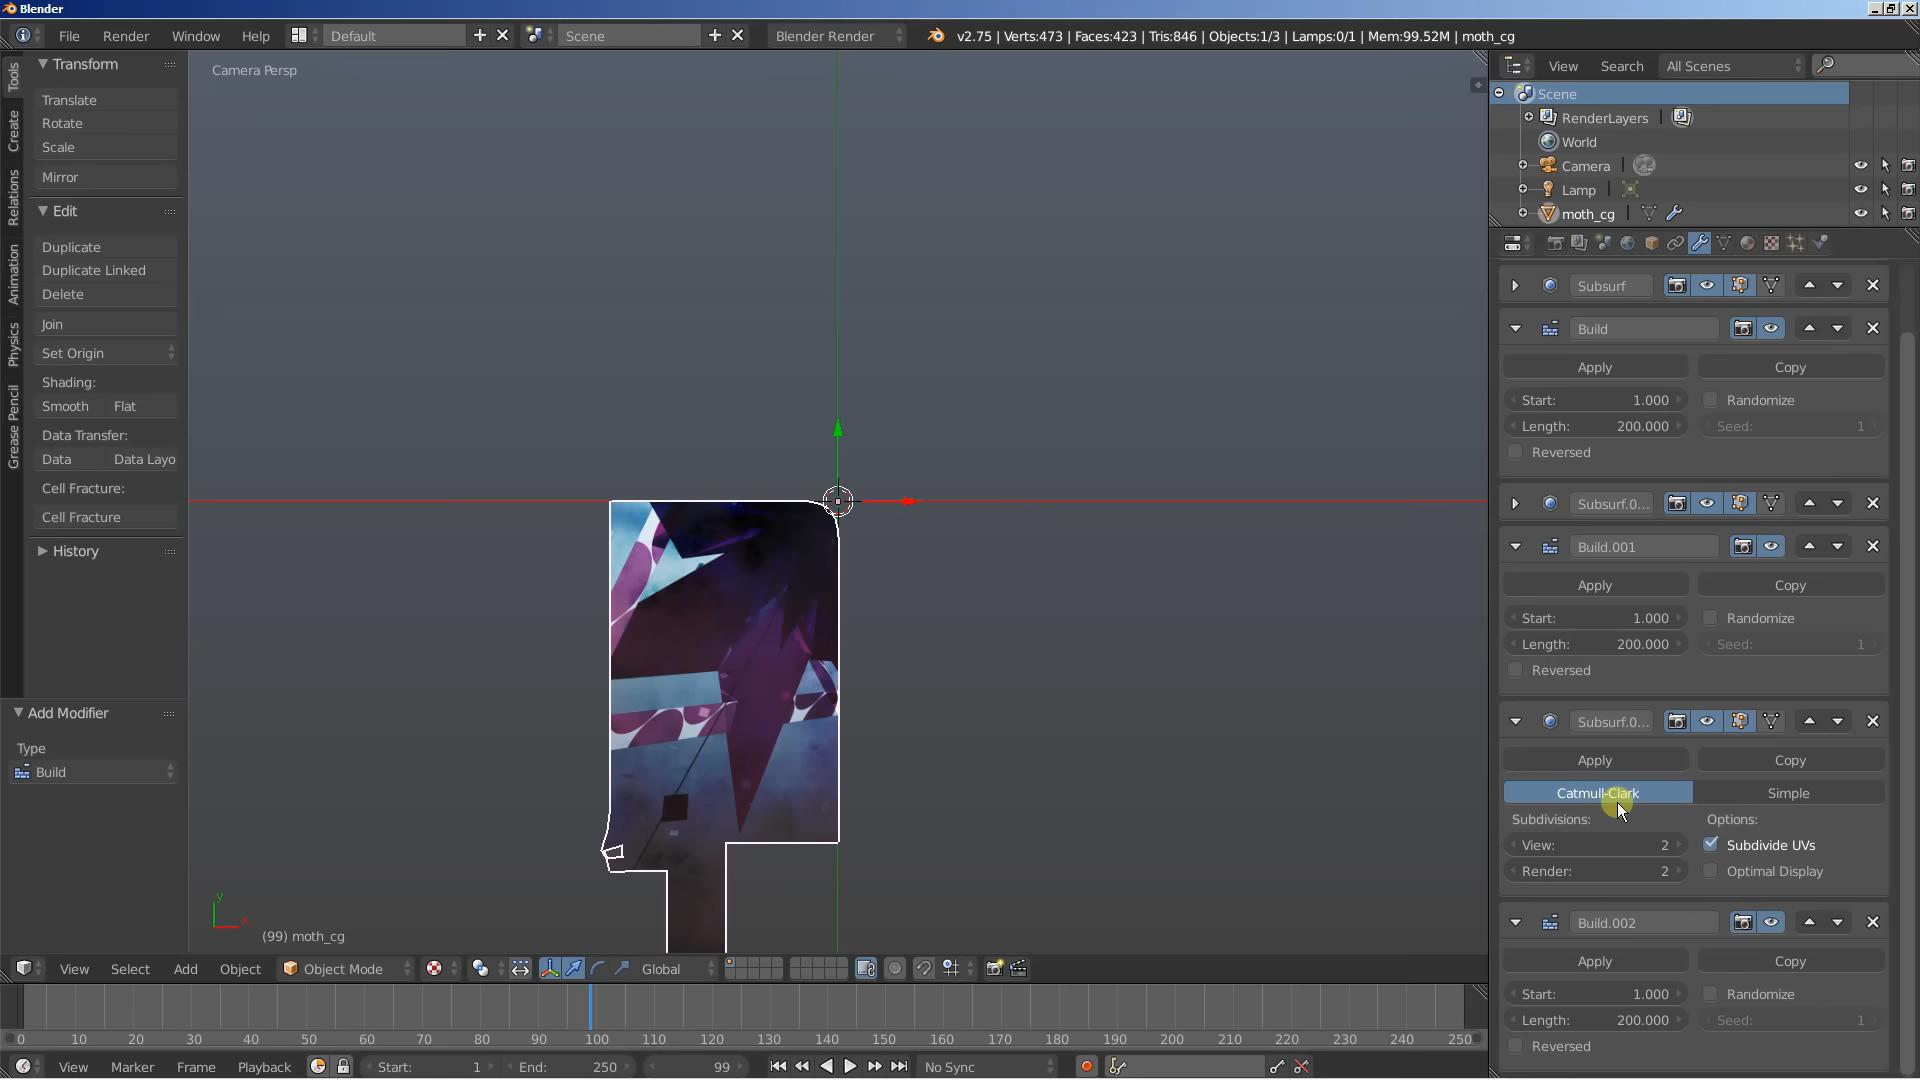 Blender
File Render Window Help Default Scene Blender Render v2.75 | Verts:473 | Faces:423 | Tris:846 | Objects:1/3 | Lamps:0/1 | Mem:99.52M | moth_cg
Tools
Create
Relations
Animation
Physics
Grease Pencil
Transform
Translate
Rotate
Scale
Mirror
Edit
Duplicate
Duplicate Linked
Delete
Join
Set Origin
Shading:
Smooth Flat
Data Transfer:
Data Data Layo
Cell Fracture:
Cell Fracture
History
Add Modifier
Type
Build
Camera Persp
y
x
(99) moth_cg
View Select Add Object Object Mode Global
0 10 20 30 40 50 60 70 80 90 100 110 120 130 140 150 160 170 180 190 200 210 220 230 240 250
View Marker Frame Playback Start: 1 End: 250 99 No Sync
View Search All Scenes
Scene
RenderLayers |
World
Camera |
Lamp |
moth_cg |
Subsurf
Build
Apply Copy
Start: 1.000 Randomize
Length: 200.000 Seed: 1
Reversed
Subsurf.0...
Build.001
Apply Copy
Start: 1.000 Randomize
Length: 200.000 Seed: 1
Reversed
Subsurf.0...
Apply Copy
Catmull-Clark Simple
Subdivisions: Options:
View: 2 Subdivide UVs
Render: 2 Optimal Display
Build.002
Apply Copy
Start: 1.000 Randomize
Length: 200.000 Seed: 1
Reversed